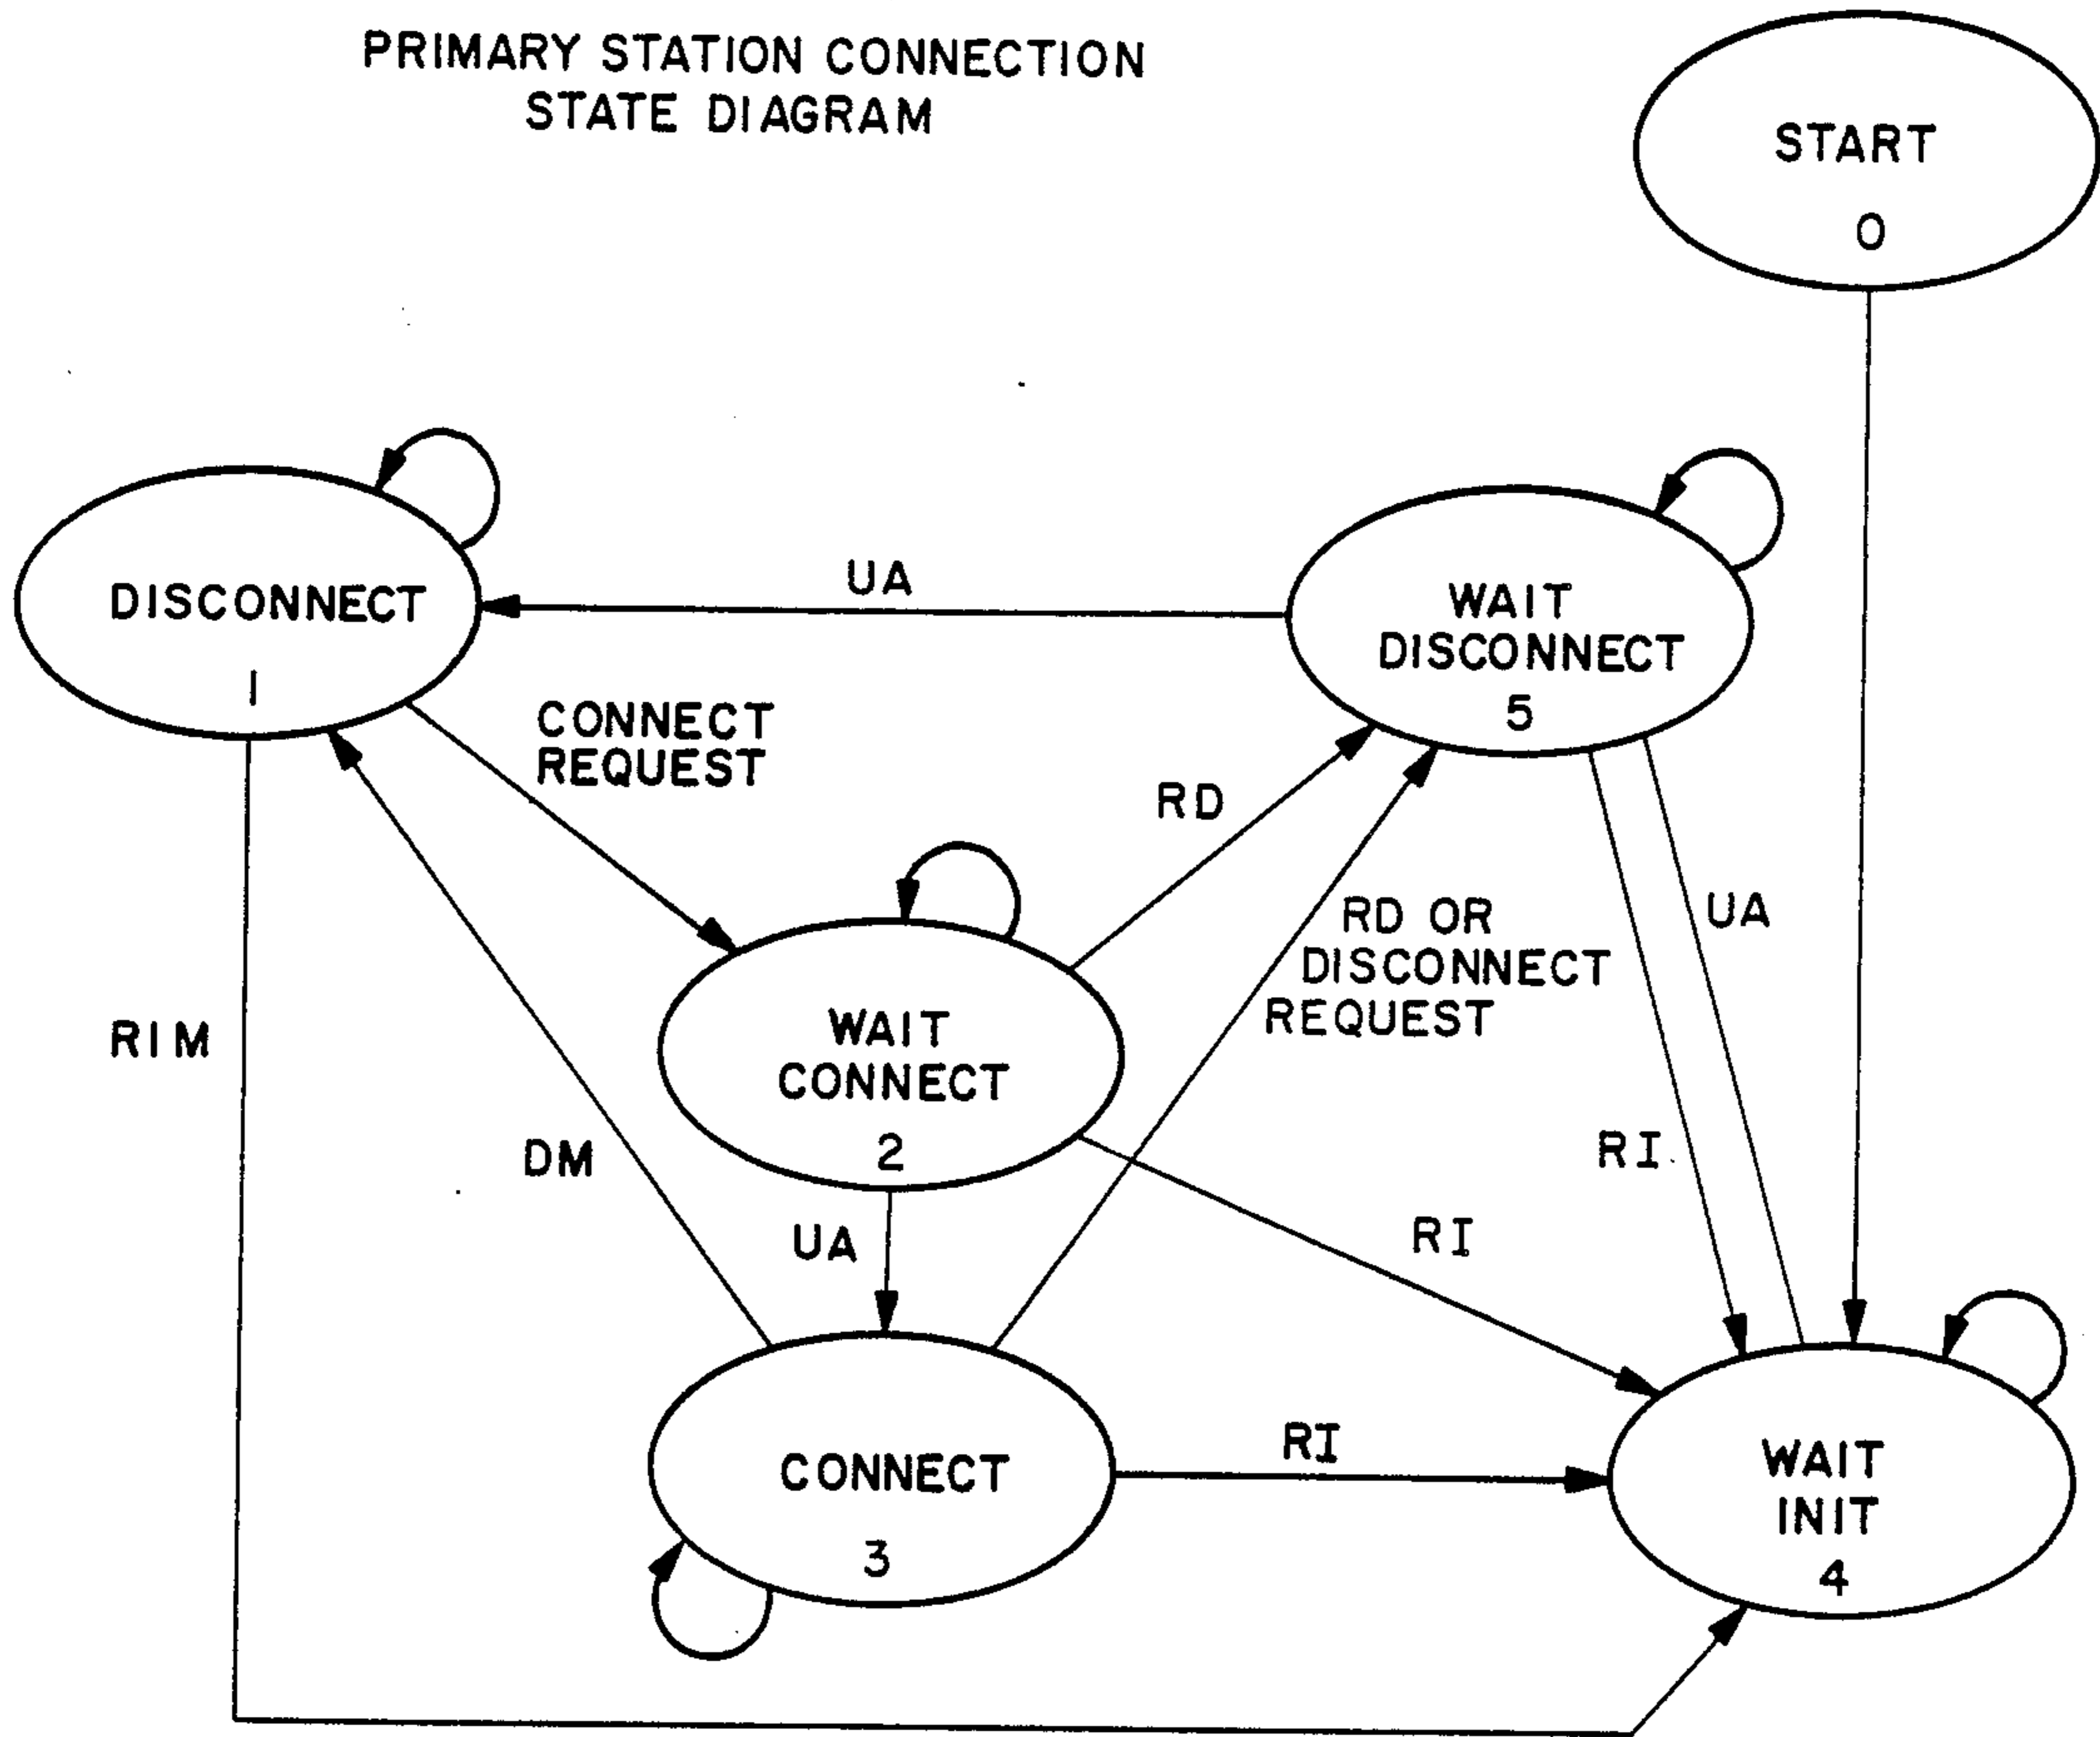 PRIMARY STATION CONNECTION
STATE DIAGRAM
START
0
DISCONNECT
1
UA
WAIT
DISCONNECT
5
CONNECT
REQUEST
RD
RD OR
DISCONNECT
REQUEST
UA
RIM
WAIT
CONNECT
2
DM
RI
UA
RI
CONNECT
3
RI
WAIT
INIT
4